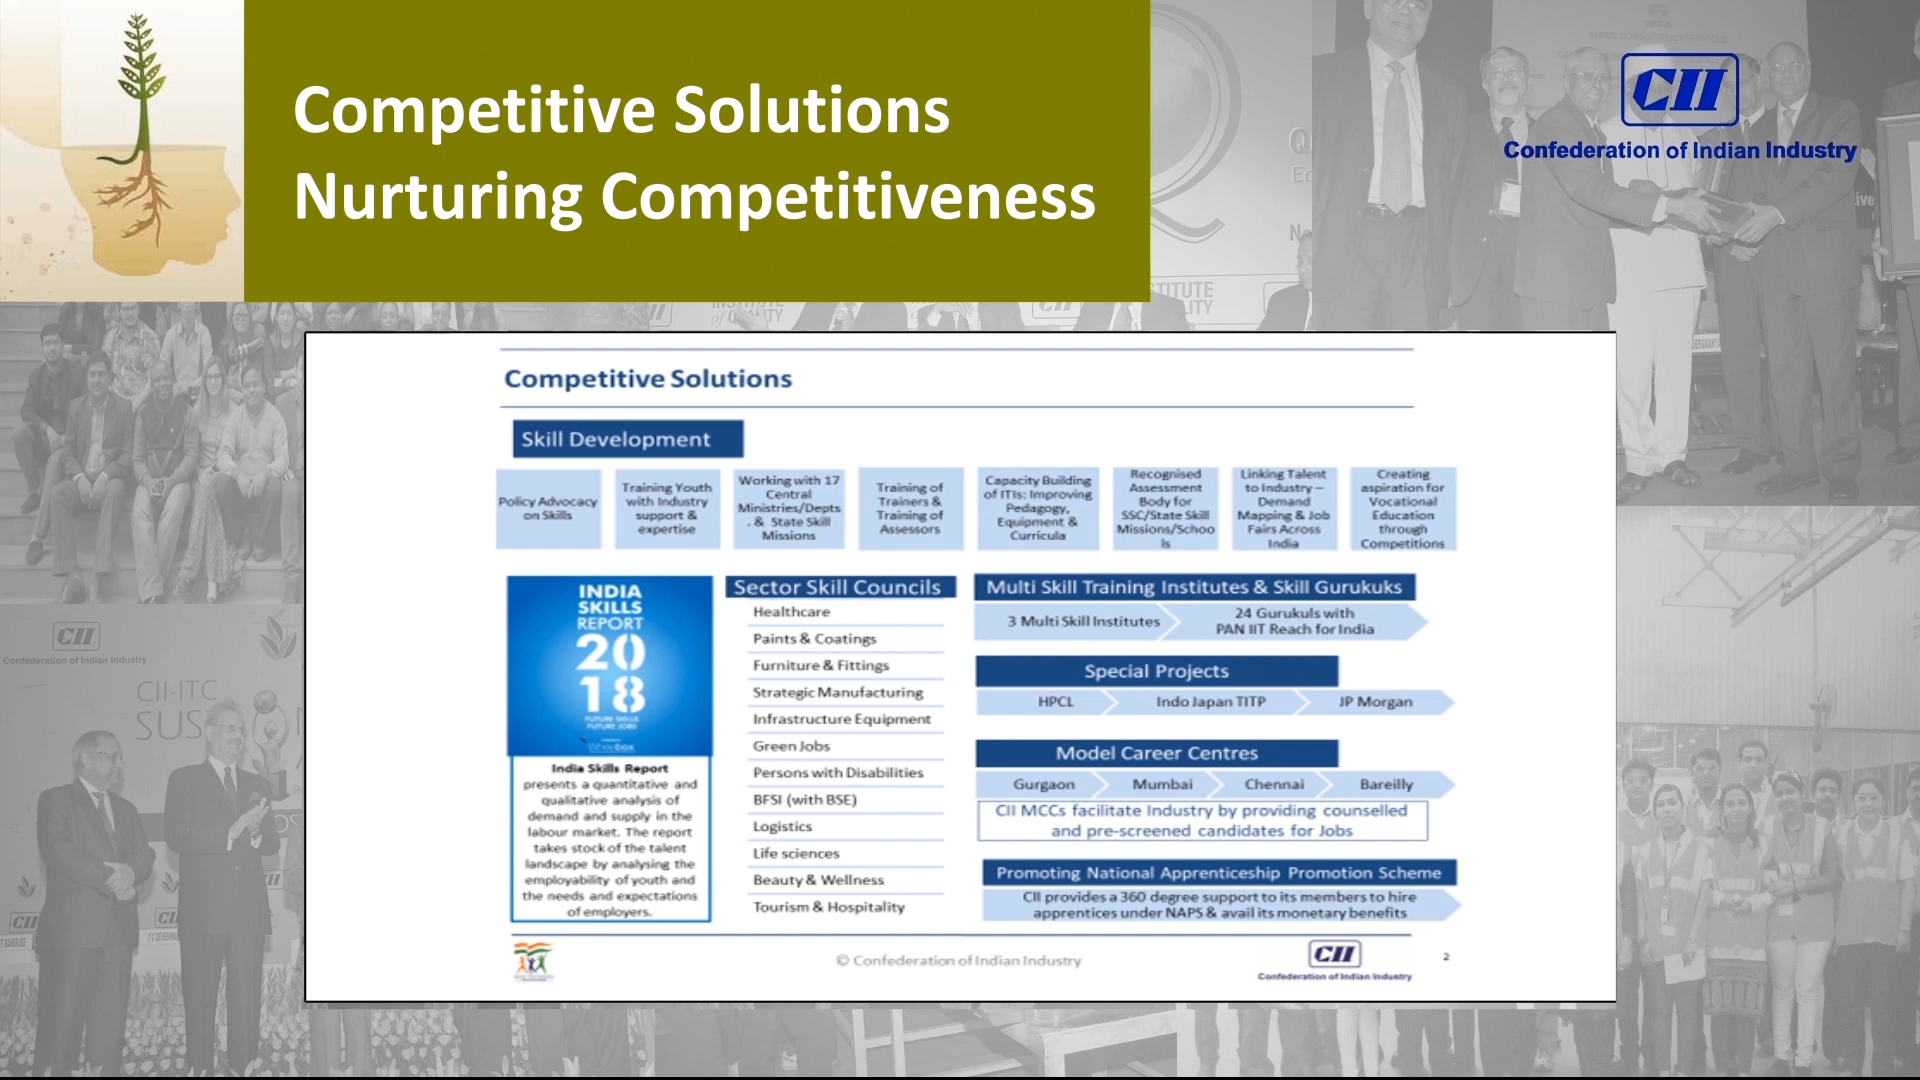 Competitive Solutions
Nurturing Competitiveness
CII
Confederation of Indian Industry
Competitive Solutions
Skill Development
Policy Advocacy
on Skills
Training Youth
with Industry
support &
expertise
Working with 17
Central
Ministries/Depts
. & State Skill
Missions
Training of
Trainers &
Training of
Assessors
Capacity Building
of ITIs: Improving
Pedagogy,
Equipment &
Curricula
Recognised
Assessment
Body for
SSC/State Skill
Missions/Schoo
ls
Linking Talent
to Industry –
Demand
Mapping & Job
Fairs Across
India
Creating
aspiration for
Vocational
Education
through
Competitions
INDIA
SKILLS
REPORT
20
18
FUTURE SKILLS
FUTURE JOBS
Wheebox
India Skills Report
presents a quantitative and
qualitative analysis of
demand and supply in the
labour market. The report
takes stock of the talent
landscape by analysing the
employability of youth and
the needs and expectations
of employers.
Sector Skill Councils
Healthcare
Paints & Coatings
Furniture & Fittings
Strategic Manufacturing
Infrastructure Equipment
Green Jobs
Persons with Disabilities
BFSI (with BSE)
Logistics
Life sciences
Beauty & Wellness
Tourism & Hospitality
Multi Skill Training Institutes & Skill Gurukuks
3 Multi Skill Institutes
24 Gurukuls with
PAN IIT Reach for India
Special Projects
HPCL
Indo Japan TITP
JP Morgan
Model Career Centres
Gurgaon
Mumbai
Chennai
Bareilly
CII MCCs facilitate Industry by providing counselled
and pre-screened candidates for Jobs
Promoting National Apprenticeship Promotion Scheme
CII provides a 360 degree support to its members to hire
apprentices under NAPS & avail its monetary benefits
© Confederation of Indian Industry
CII
Confederation of Indian Industry
2
CII
Confederation of Indian Industry
CII-ITC